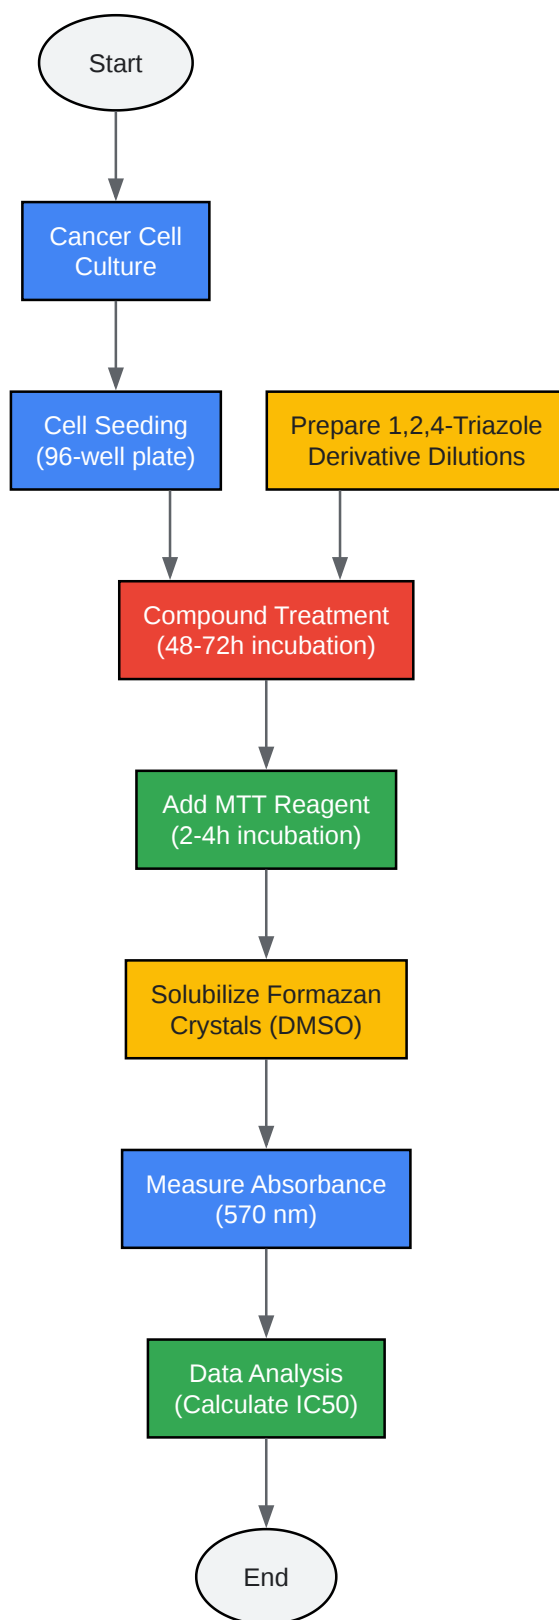 Start
Cancer Cell
Culture
Cell Seeding
(96-well plate)
Prepare 1,2,4-Triazole
Derivative Dilutions
Compound Treatment
(48-72h incubation)
Add MTT Reagent
(2-4h incubation)
Solubilize Formazan
Crystals (DMSO)
Measure Absorbance
(570 nm)
Data Analysis
(Calculate IC50)
End